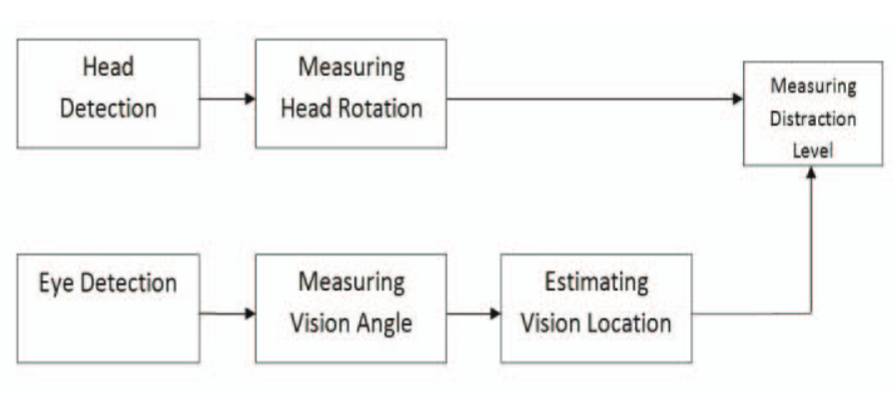 Head
Detection
Measuring
Head Rotation
Measuring
Distraction
Level
Eye Detection
Measuring
Vision Angle
Estimating
Vision Location